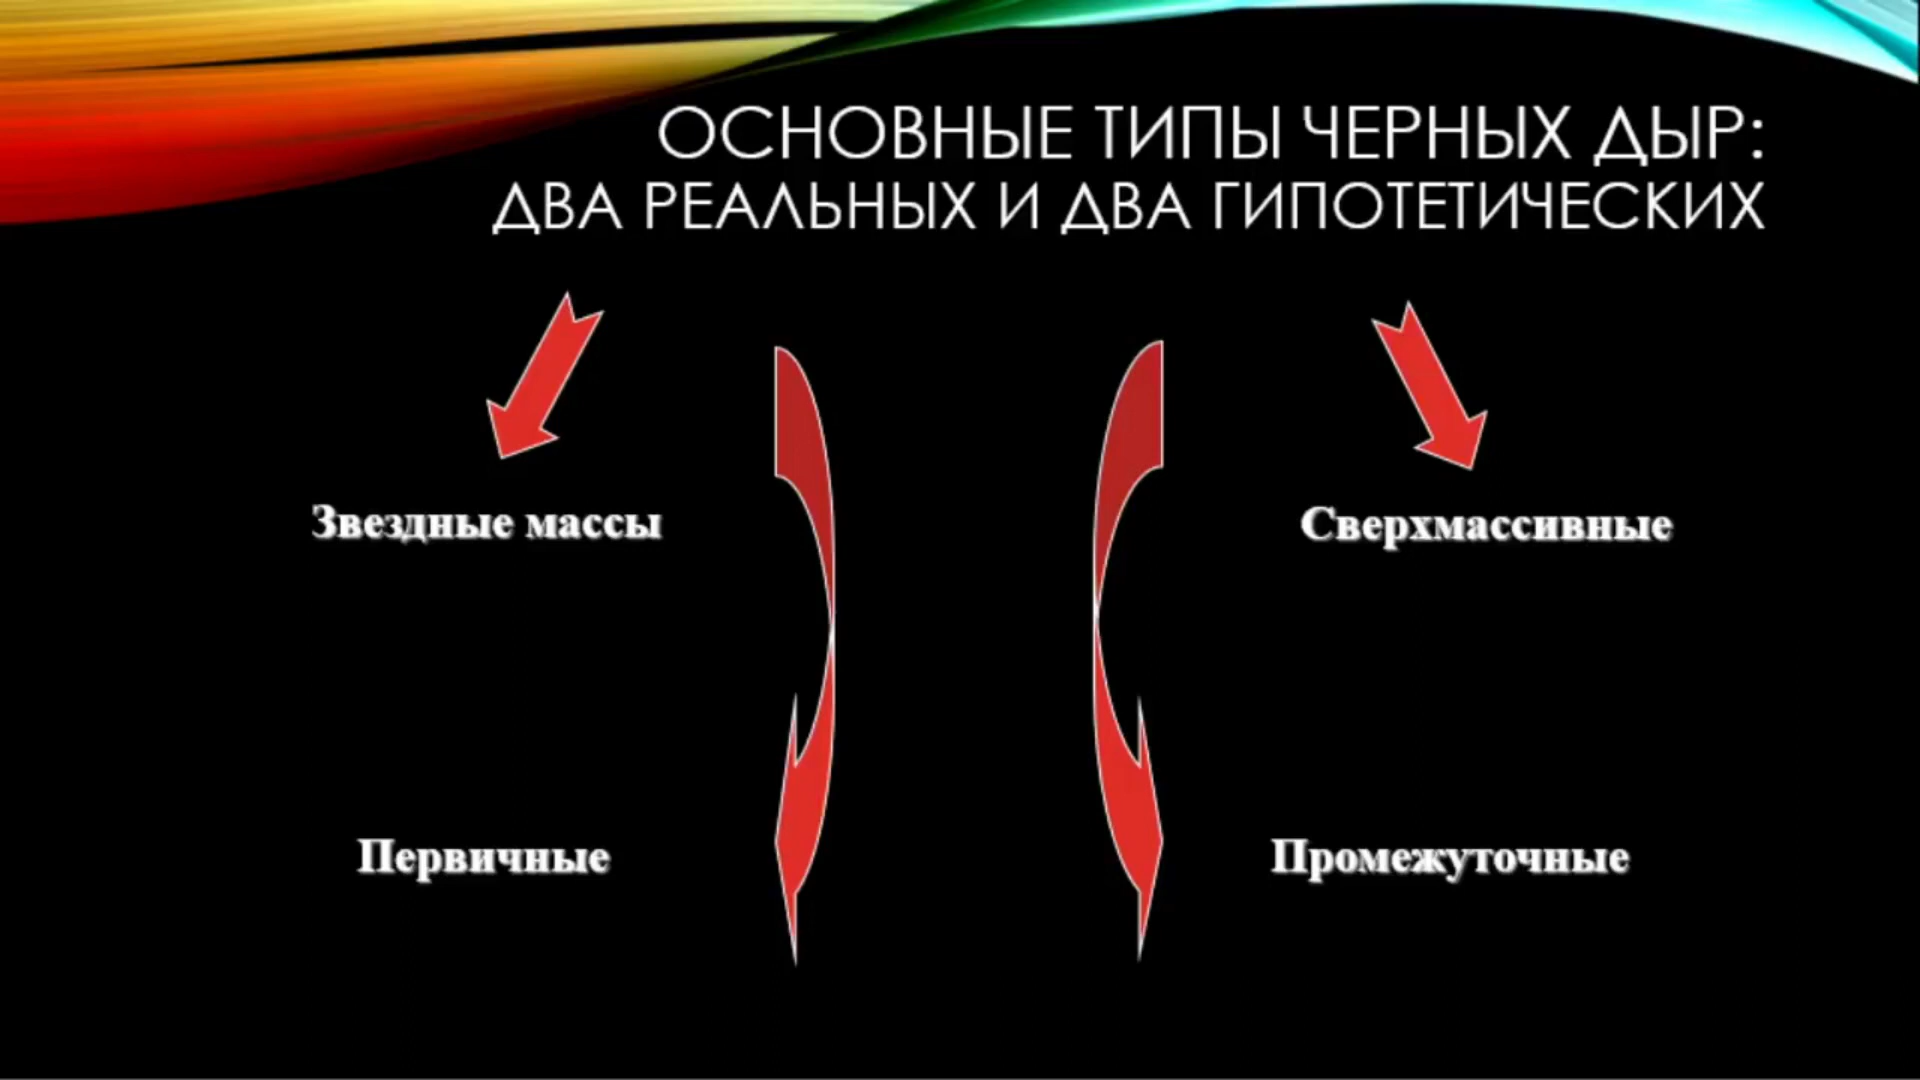 ОСНОВНЫЕ ТИПЫ ЧЕРНЫХ ДЫР:
ДВА РЕАЛЬНЫХ И ДВА ГИПОТЕТИЧЕСКИХ
Звездные массы
Сверхмассивные
Первичные
Промежуточные